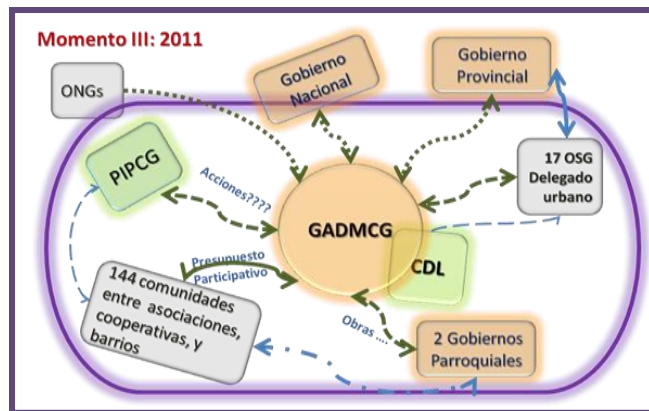 Momento III: 2011
ONGs
Gobierno
Nacional
Gobierno
Provincial
PIPCG
Acciones????
17 OSG
Delegado
urbano
GADMCG
CDL
Presupuesto
Participativo
144 comunidades
entre asociaciones,
cooperativas, y
barrios
Obras ....
2 Gobiernos
Parroquiales